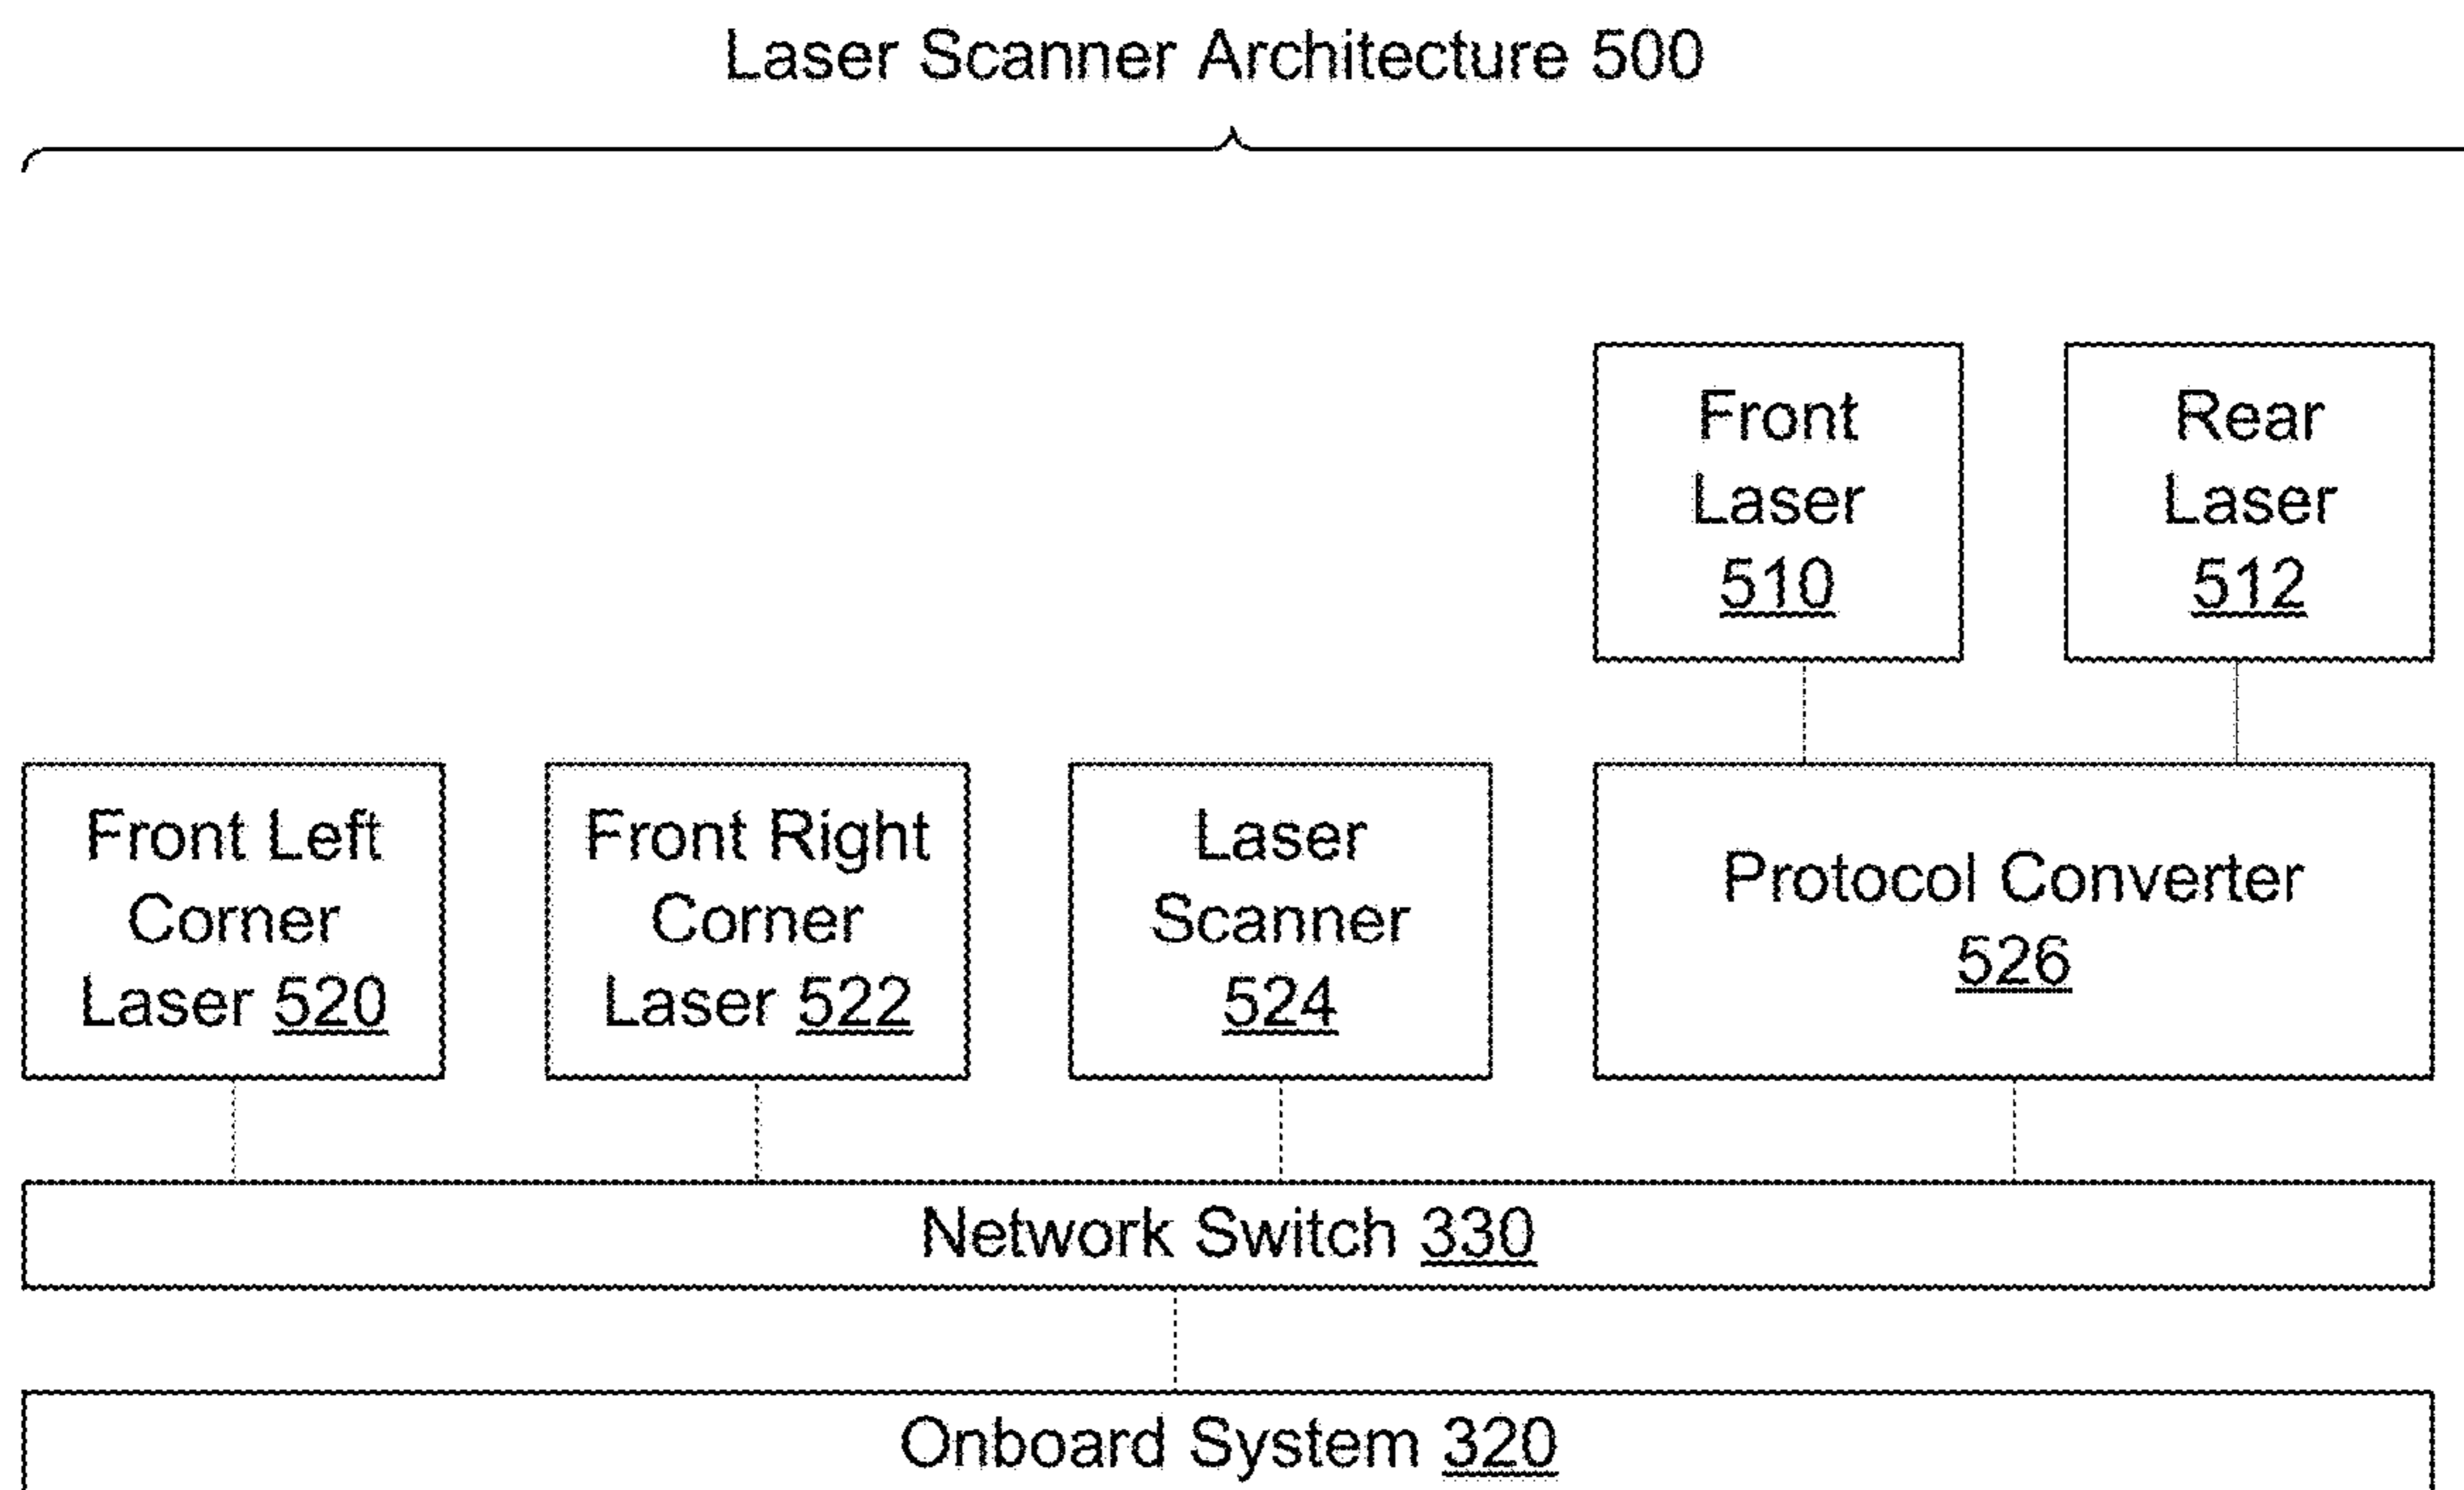 Laser Scanner Architecture 500
Front
Laser
510
Rear
Laser
512
Front Left
Corner
Laser 520
Front Right
Corner
Laser 522
Laser
Scanner
524
Protocol Converter
526
Network Switch 330
Onboard System 320